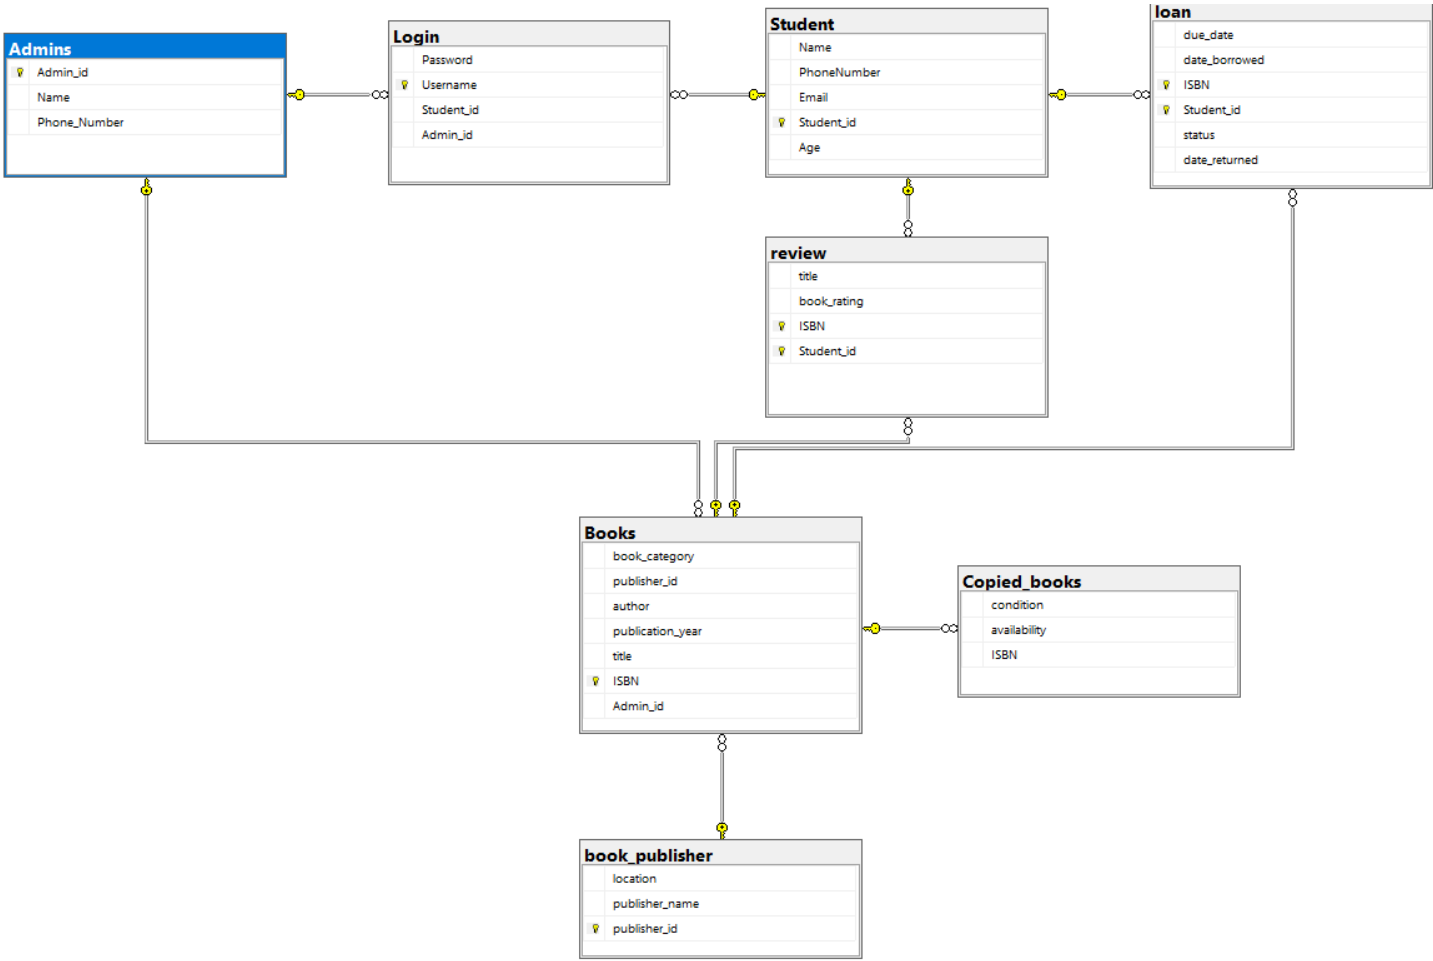 Admins
Admin_id
Name
Phone_Number
Login
Password
Username
Student_id
Admin_id
Student
Name
PhoneNumber
Email
Student_id
Age
loan
due_date
date_borrowed
ISBN
Student_id
status
date_returned
review
title
book_rating
ISBN
Student_id
Books
book_category
publisher_id
author
publication_year
title
ISBN
Admin_id
Copied_books
condition
availability
ISBN
book_publisher
location
publisher_name
publisher_id